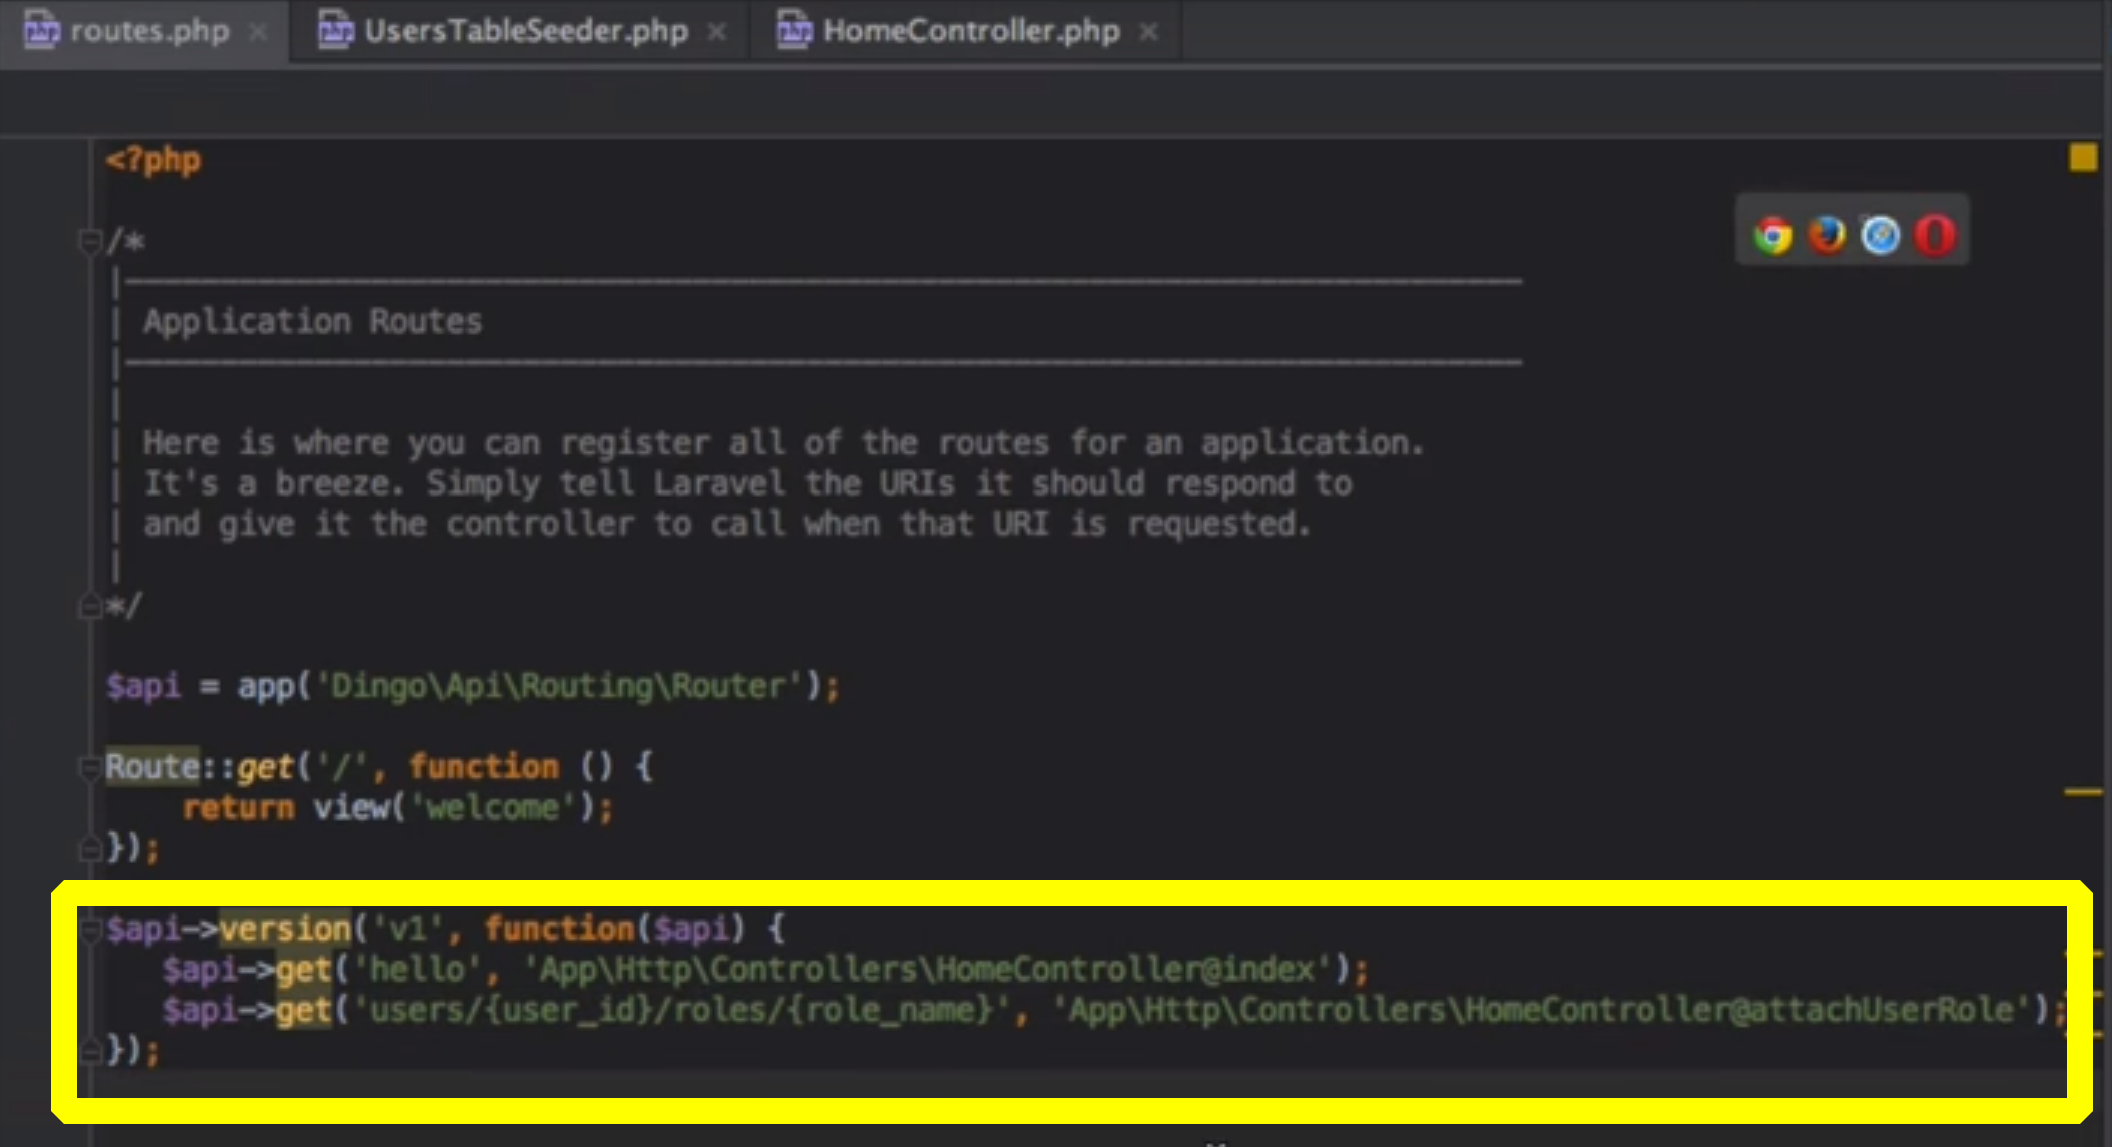 routes.php UsersTableSeeder.php HomeController.php
<?php
/*
|--------------------------------------------------------------------------
| Application Routes
|--------------------------------------------------------------------------
|
| Here is where you can register all of the routes for an application.
| It's a breeze. Simply tell Laravel the URIs it should respond to
| and give it the controller to call when that URI is requested.
|
*/
$api = app('Dingo\Api\Routing\Router');
Route::get('/', function () {
    return view('welcome');
});
$api->version('v1', function($api) {
   $api->get('hello', 'App\Http\Controllers\HomeController@index');
   $api->get('users/{user_id}/roles/{role_name}', 'App\Http\Controllers\HomeController@attachUserRole');
});